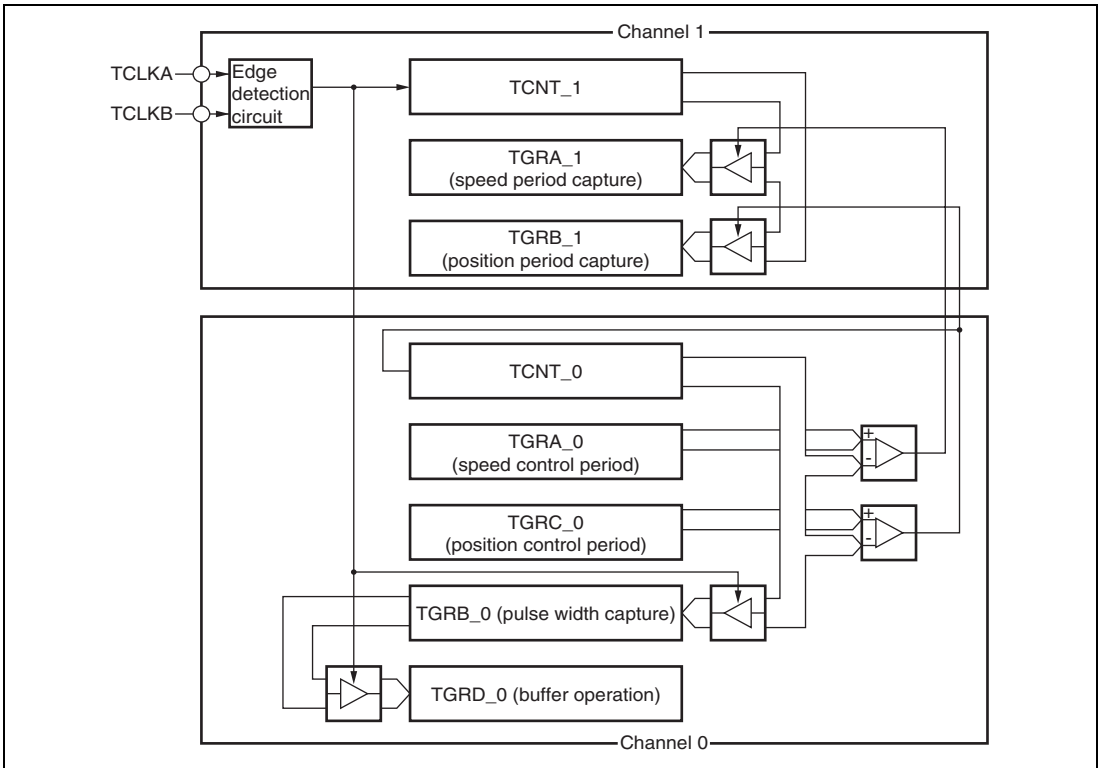 Channel 1
TCLKA
TCLKB
Edge
detection
circuit
TCNT_1
TGRA_1
(speed period capture)
TGRB_1
(position period capture)
TCNT_0
TGRA_0
(speed control period)
+
-
TGRC_0
(position control period)
+
-
TGRB_0 (pulse width capture)
TGRD_0 (buffer operation)
Channel 0